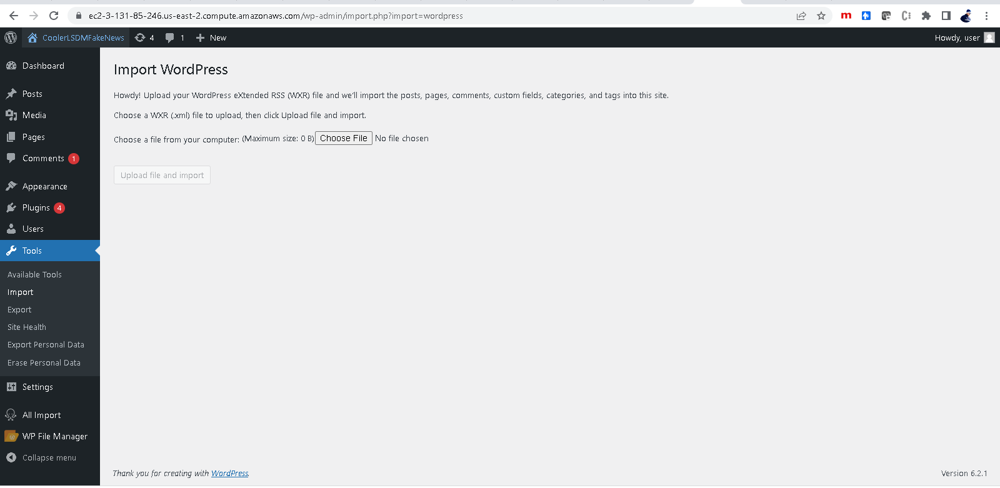 ec2-3-131-85-246.us-east-2.compute.amazonaws.com/wp-admin/import.php?import=wordpress
CoolerLSDMFakeNews 4 1 New Howdy, user
Dashboard
Posts
Media
Pages
Comments 1
Appearance
Plugins 4
Users
Tools
Available Tools
Import
Export
Site Health
Export Personal Data
Erase Personal Data
Settings
All Import
WP File Manager
Collapse menu
Import WordPress
Howdy! Upload your WordPress eXtended RSS (WXR) file and we'll import the posts, pages, comments, custom fields, categories, and tags into this site.
Choose a WXR (.xml) file to upload, then click Upload file and import.
Choose a file from your computer: (Maximum size: 0 B) Choose File No file chosen
Upload file and import
Thank you for creating with WordPress. Version 6.2.1